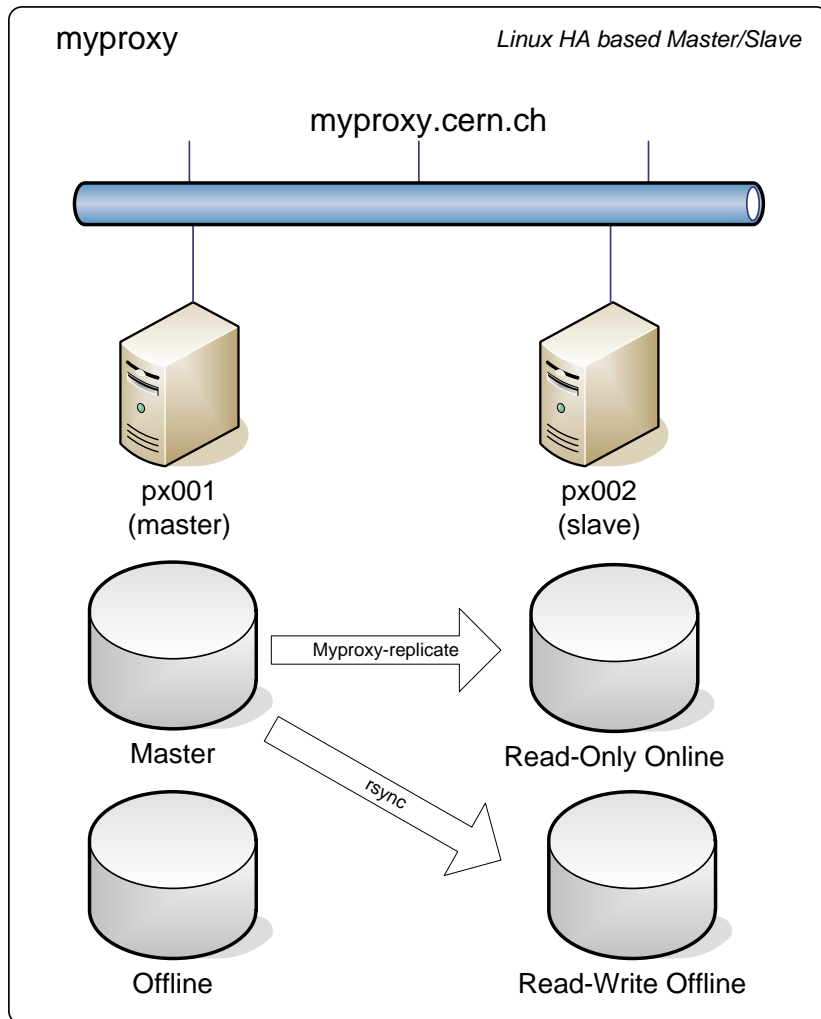 myproxy
Linux HA based Master/Slave
myproxy.cern.ch
px001
(master)
px002
(slave)
Myproxy-replicate
Master
Read-Only Online
rsync
Offline
Read-Write Offline